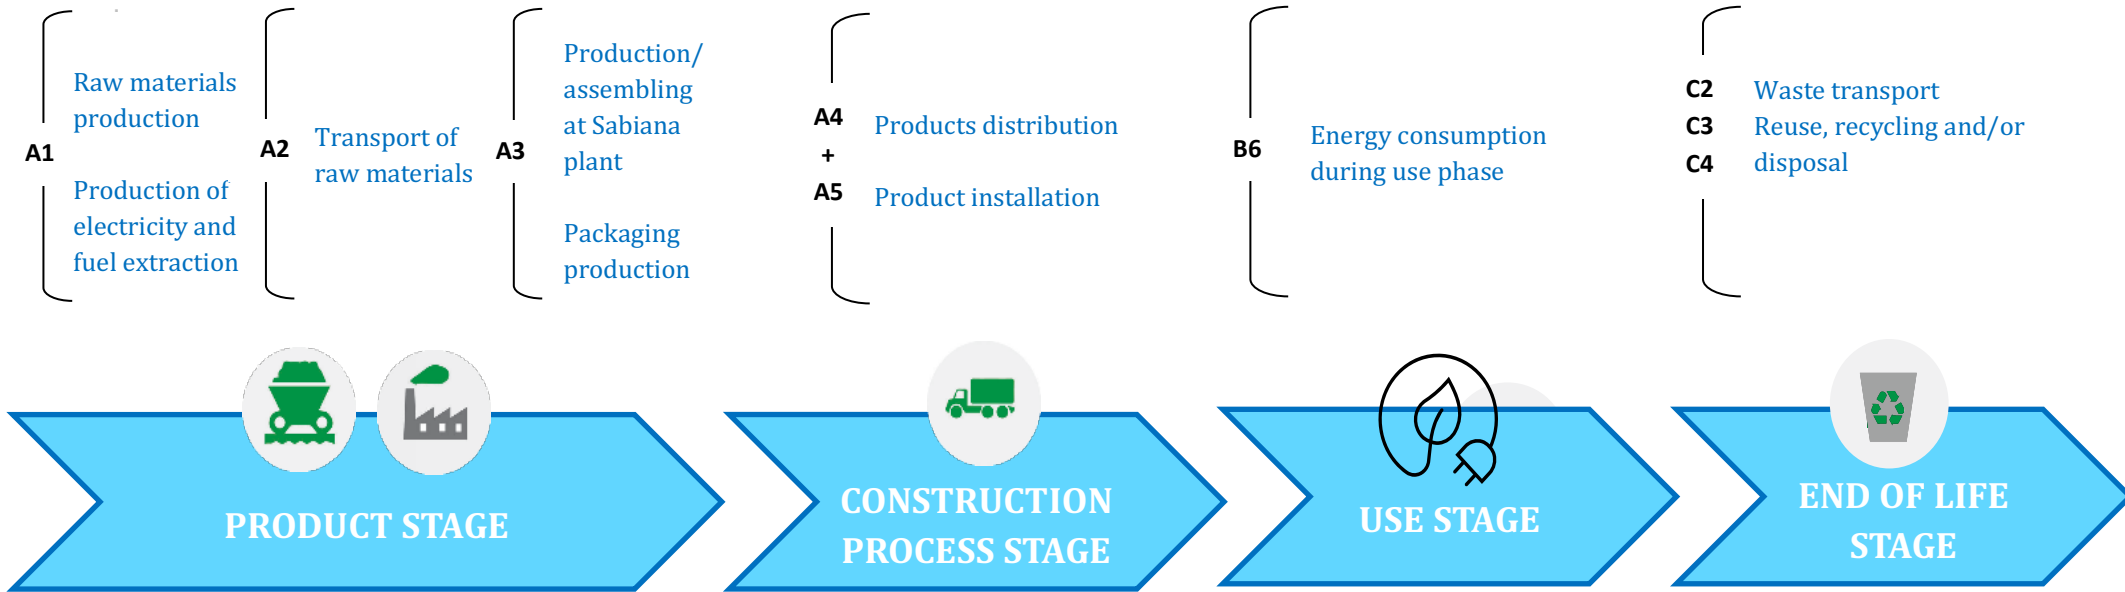 A1
Raw materials
production
Production of
electricity and
fuel extraction
A2
Transport of
raw materials
A3
Production/
assembling
at Sabiana
plant
Packaging
production
A4
+
A5
Products distribution
Product installation
B6
Energy consumption
during use phase
C2
C3
C4
Waste transport
Reuse, recycling and/or
disposal
PRODUCT STAGE
CONSTRUCTION
PROCESS STAGE
USE STAGE
END OF LIFE
STAGE